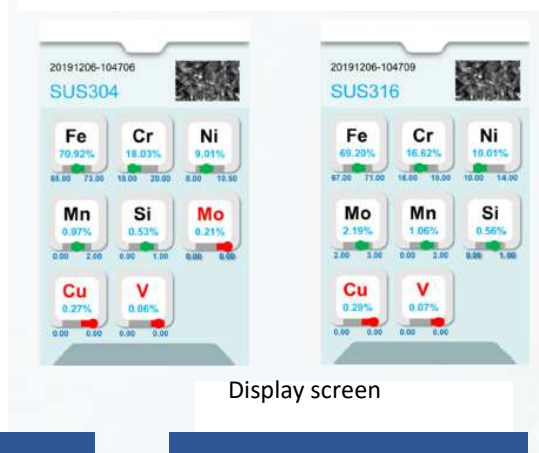 20191206-104706
SUS304
Fe Cr Ni
70.92% 18.03% 9.01%
68.00 73.00 18.00 20.00 8.00 10.50
Mn Si Mo
0.97% 0.53% 0.21%
0.00 2.00 0.00 1.00 0.00 0.00
Cu V
0.27% 0.06%
0.00 0.00 0.00 0.00
20191206-104709
SUS316
Fe Cr Ni
69.20% 16.62% 10.01%
67.00 71.00 16.00 18.00 10.00 14.00
Mo Mn Si
2.19% 1.06% 0.56%
2.00 3.00 0.00 2.00 0.00 1.00
Cu V
0.29% 0.07%
0.00 0.00 0.00 0.00
Display screen